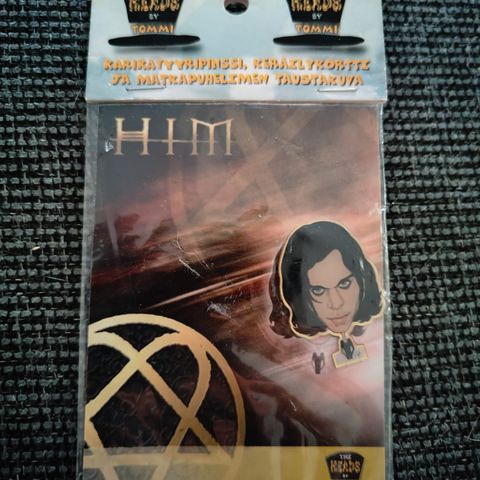 HEADS
BY
TOMMI
HEADS
BY
TOMMI
KARIKATYYRIPINSSI, KERÄILYKORTTI
JA MATKAPUHELIMEN TAUSTAKUVA
HIM
THE
HEADS
BY